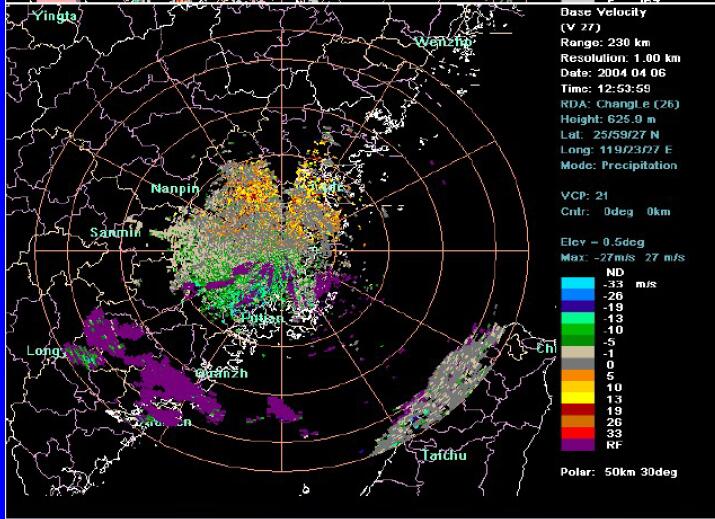 Base Velocity
(V 27)
Range: 230 km
Resolution: 1.00 km
Date: 2004 04 06
Time: 12:53:59
RDA: ChangLe (26)
Height: 625.9 m
Lat: 25/59/27 N
Long: 119/23/27 E
Mode: Precipitation
VCP: 21
Cntr: 0deg 0km
Elev = 0.5deg
Max: -27m/s 27 m/s
ND
-33 m/s
-26
-19
-13
-10
-5
-1
0
5
10
13
19
26
33
RF
Polar: 50km 30deg
Yingta
Wenzho
Nanpin
Sanmin
Putian
Long
Quanzh
Chi
Taichu